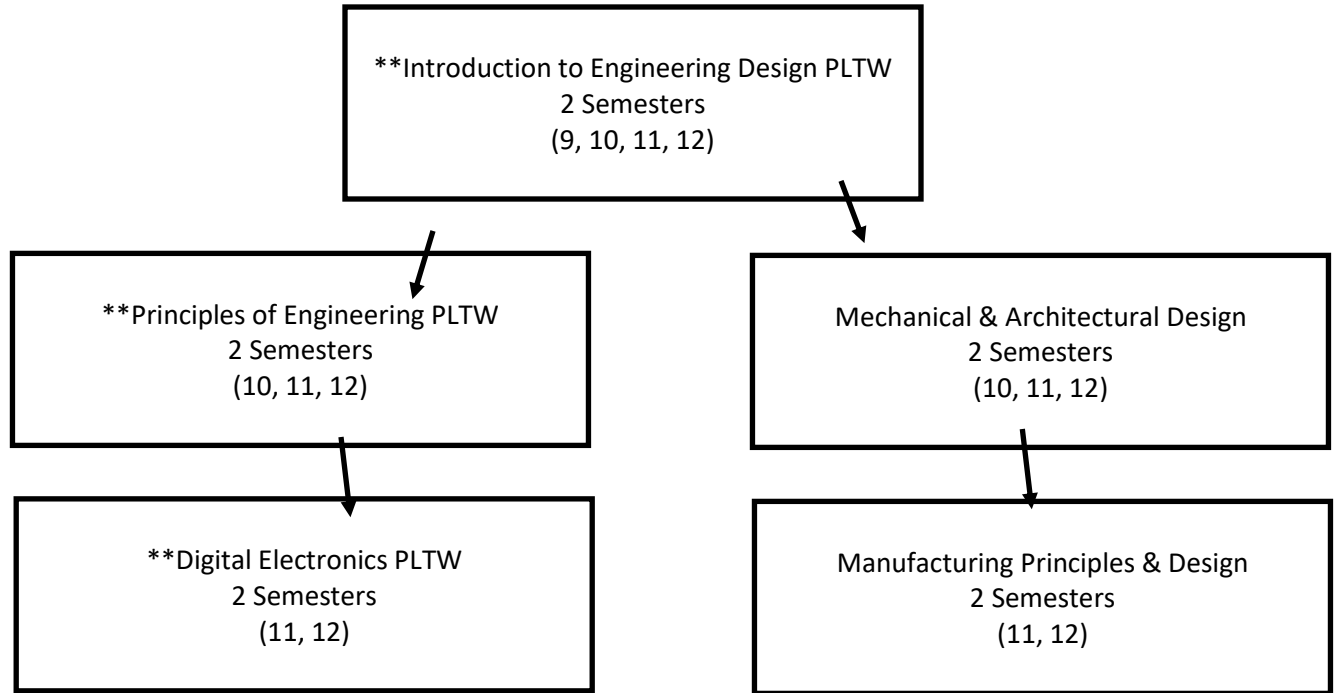 **Introduction to Engineering Design PLTW
2 Semesters
(9, 10, 11, 12)
**Principles of Engineering PLTW
2 Semesters
(10, 11, 12)
Mechanical & Architectural Design
2 Semesters
(10, 11, 12)
**Digital Electronics PLTW
2 Semesters
(11, 12)
Manufacturing Principles & Design
2 Semesters
(11, 12)